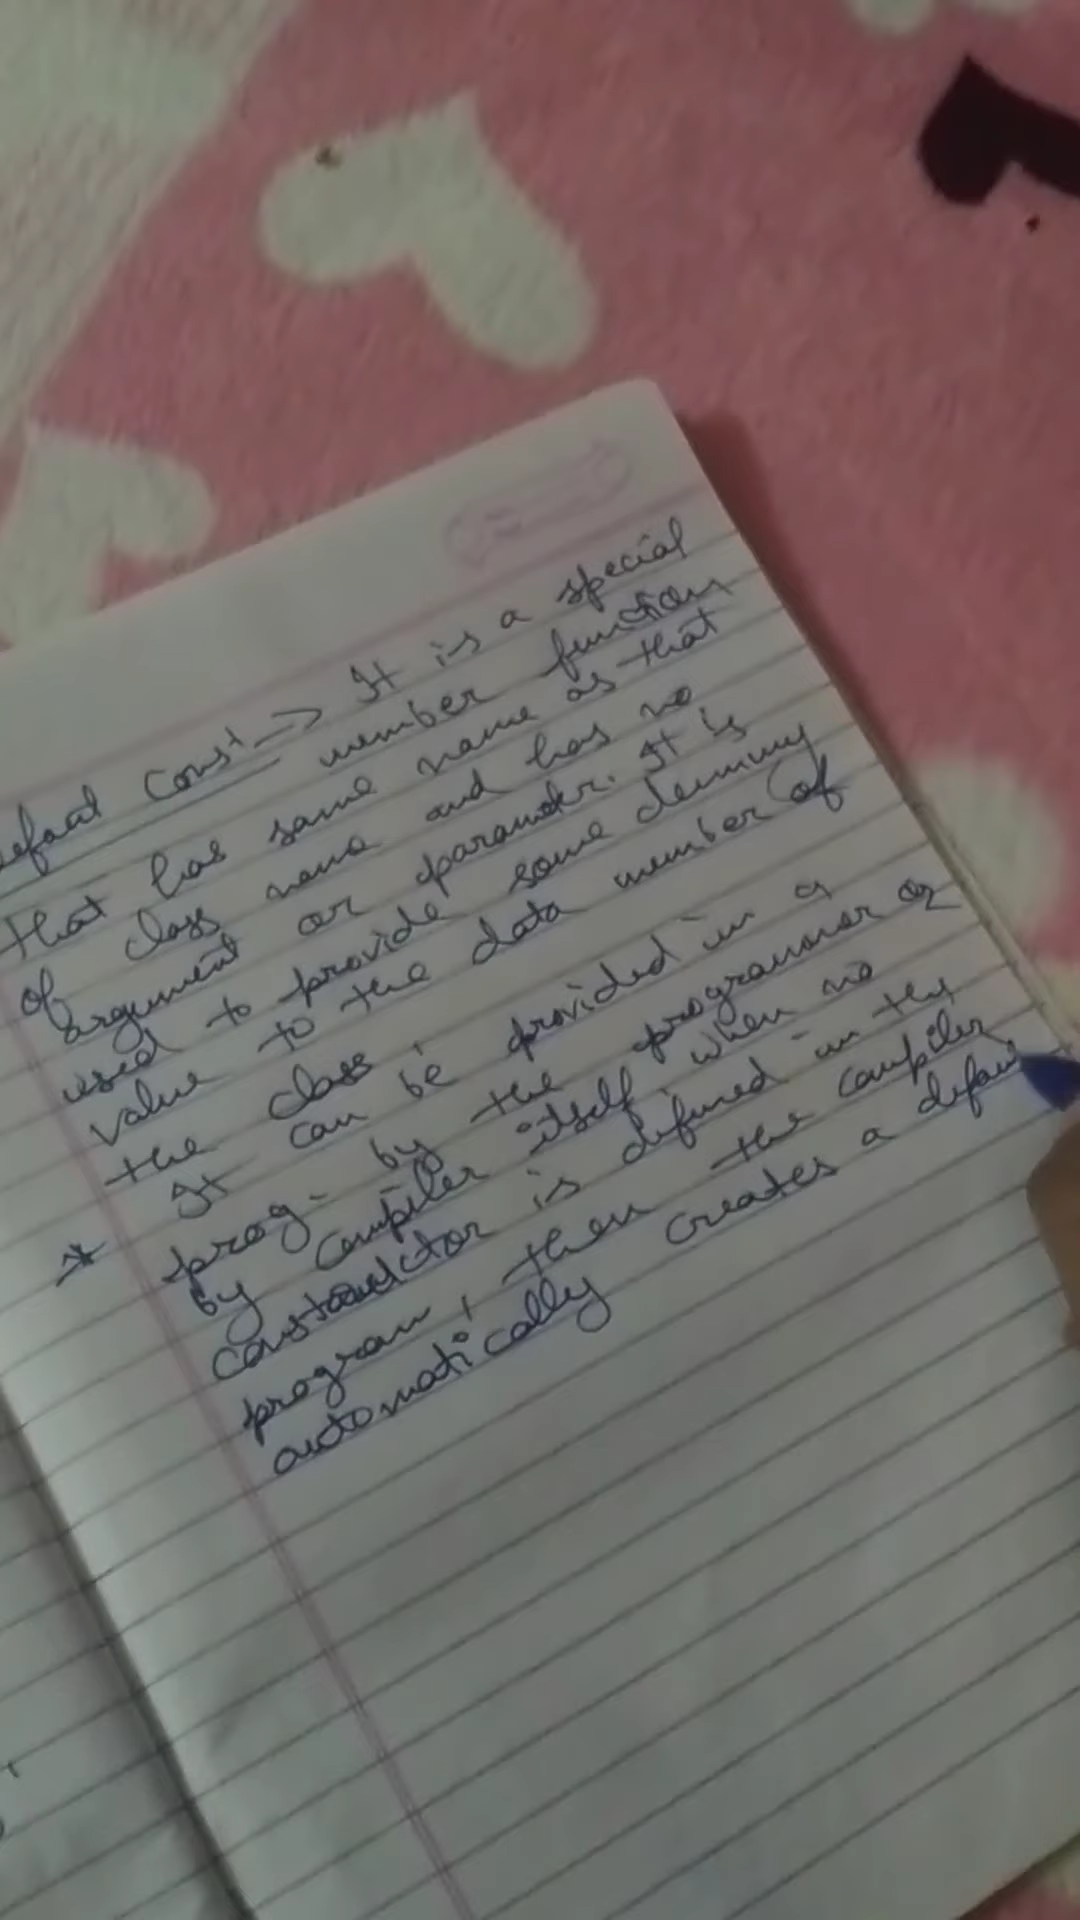 Defaut Const -> It is a special
member function
that has same name as that
of class name and has no
argument or parameter. It is
used to provide some dummy
value to the data member of
the class.
* It can be provided in a
prog. by the programmer or
by compiler itself when no
constructor is defined in the
program, then the compiler
automatically creates a defau